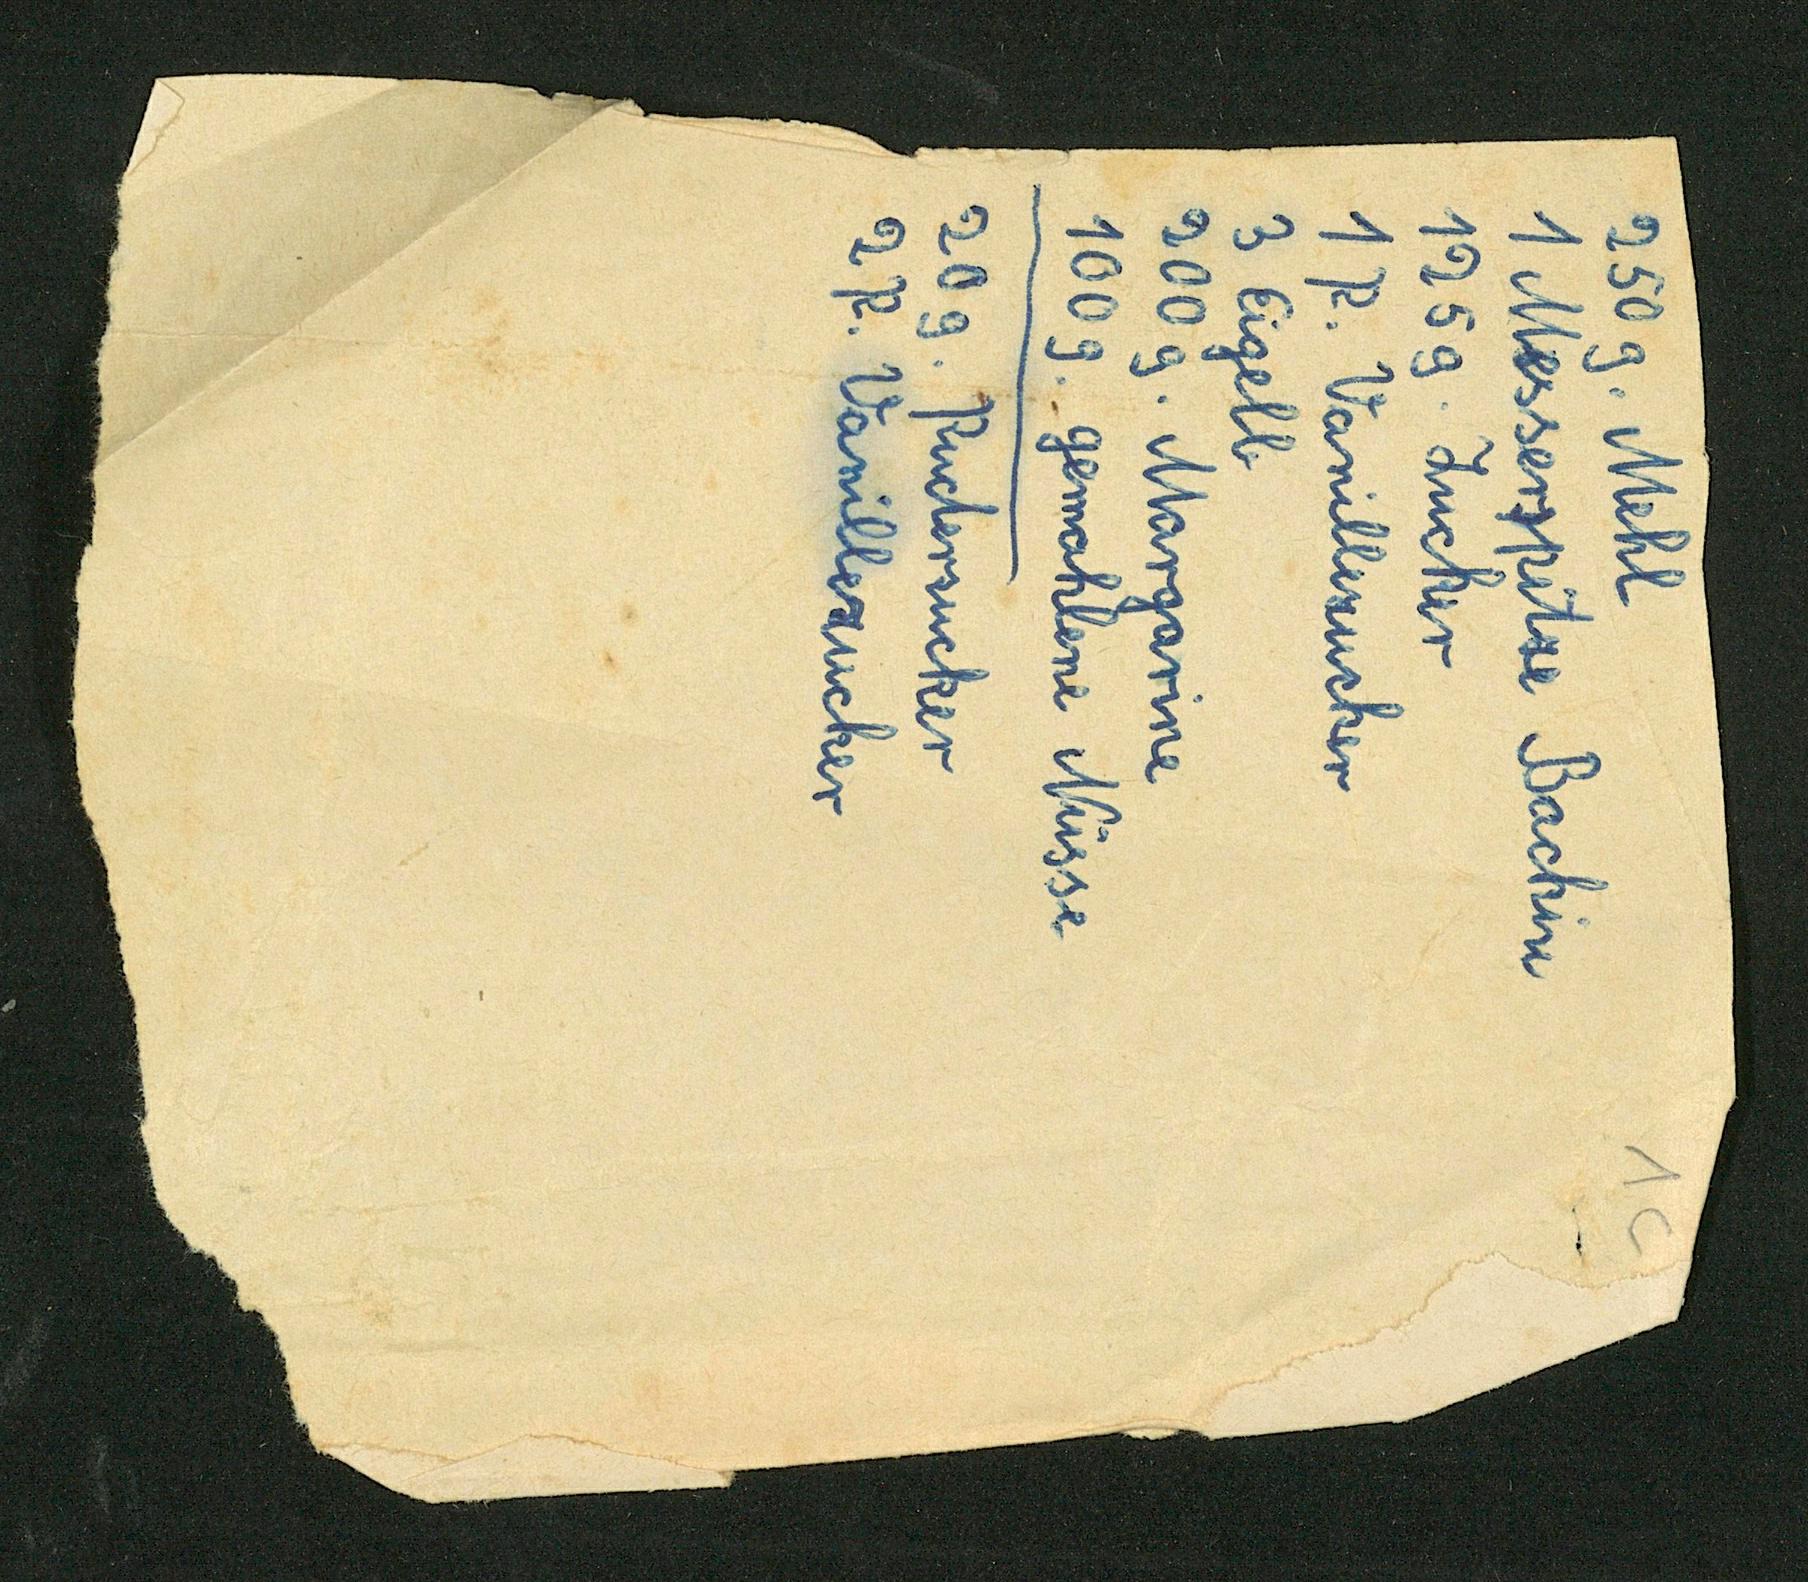 250 g. Mehl
1 Messerspitze Backin
125 g. Zucker
1 P. Vanillezucker
3 Eigelb
200 g. Margarine
100 g. gemahlene Nüsse
20 g. Puderzucker
2 P. Vanillezucker
1c